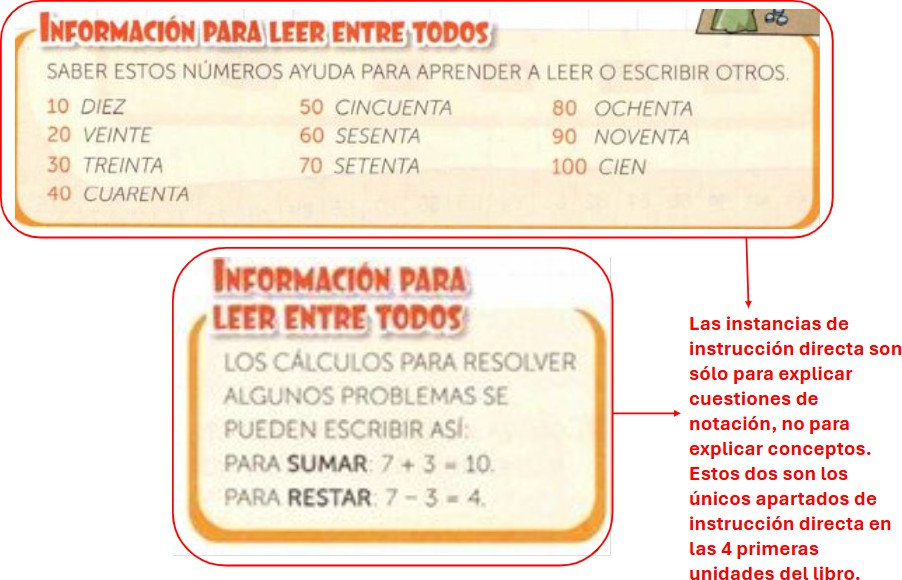 INFORMACIÓN PARA LEER ENTRE TODOS
SABER ESTOS NÚMEROS AYUDA PARA APRENDER A LEER O ESCRIBIR OTROS.
10 DIEZ
20 VEINTE
30 TREINTA
40 CUARENTA
50 CINCUENTA
60 SESENTA
70 SETENTA
80 OCHENTA
90 NOVENTA
100 CIEN
INFORMACIÓN PARA
LEER ENTRE TODOS
LOS CÁLCULOS PARA RESOLVER
ALGUNOS PROBLEMAS SE
PUEDEN ESCRIBIR ASÍ:
PARA SUMAR: 7 + 3 = 10.
PARA RESTAR: 7 − 3 = 4.
Las instancias de
instrucción directa son
sólo para explicar
cuestiones de
notación, no para
explicar conceptos.
Estos dos son los
únicos apartados de
instrucción directa en
las 4 primeras
unidades del libro.